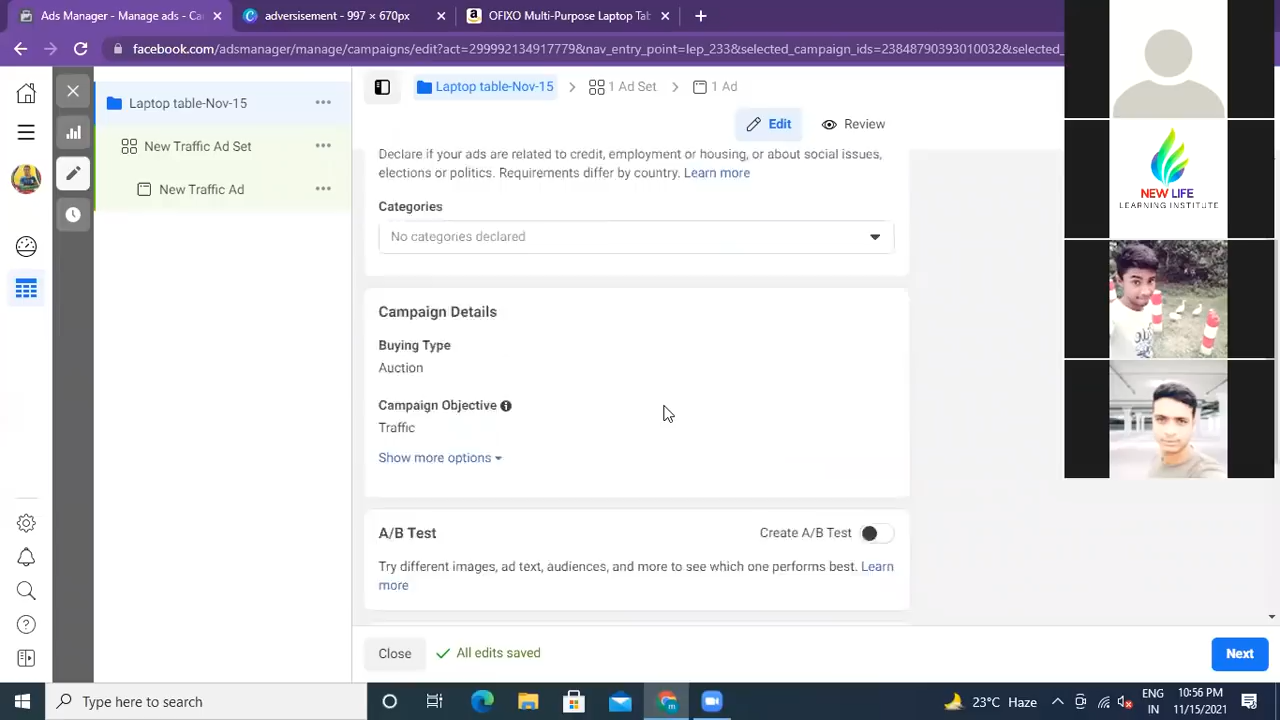 Ads Manager - Manage ads - Ca
advertisement - 997 × 670px
OFIXO Multi-Purpose Laptop Tab
facebook.com/adsmanager/manage/campaigns/edit?act=299992134917779&nav_entry_point=lep_233&selected_campaign_ids=23848790393010032&selected_
Laptop table-Nov-15
New Traffic Ad Set
New Traffic Ad
Laptop table-Nov-15
1 Ad Set
1 Ad
Edit
Review
Declare if your ads are related to credit, employment or housing, or about social issues,
elections or politics. Requirements differ by country. Learn more
Categories
No categories declared
Campaign Details
Buying Type
Auction
Campaign Objective
Traffic
Show more options
A/B Test
Create A/B Test
Try different images, ad text, audiences, and more to see which one performs best. Learn
more
Close
All edits saved
Next
NEW LIFE
LEARNING INSTITUTE
Type here to search
23°C Haze
ENG
IN
10:56 PM
11/15/2021